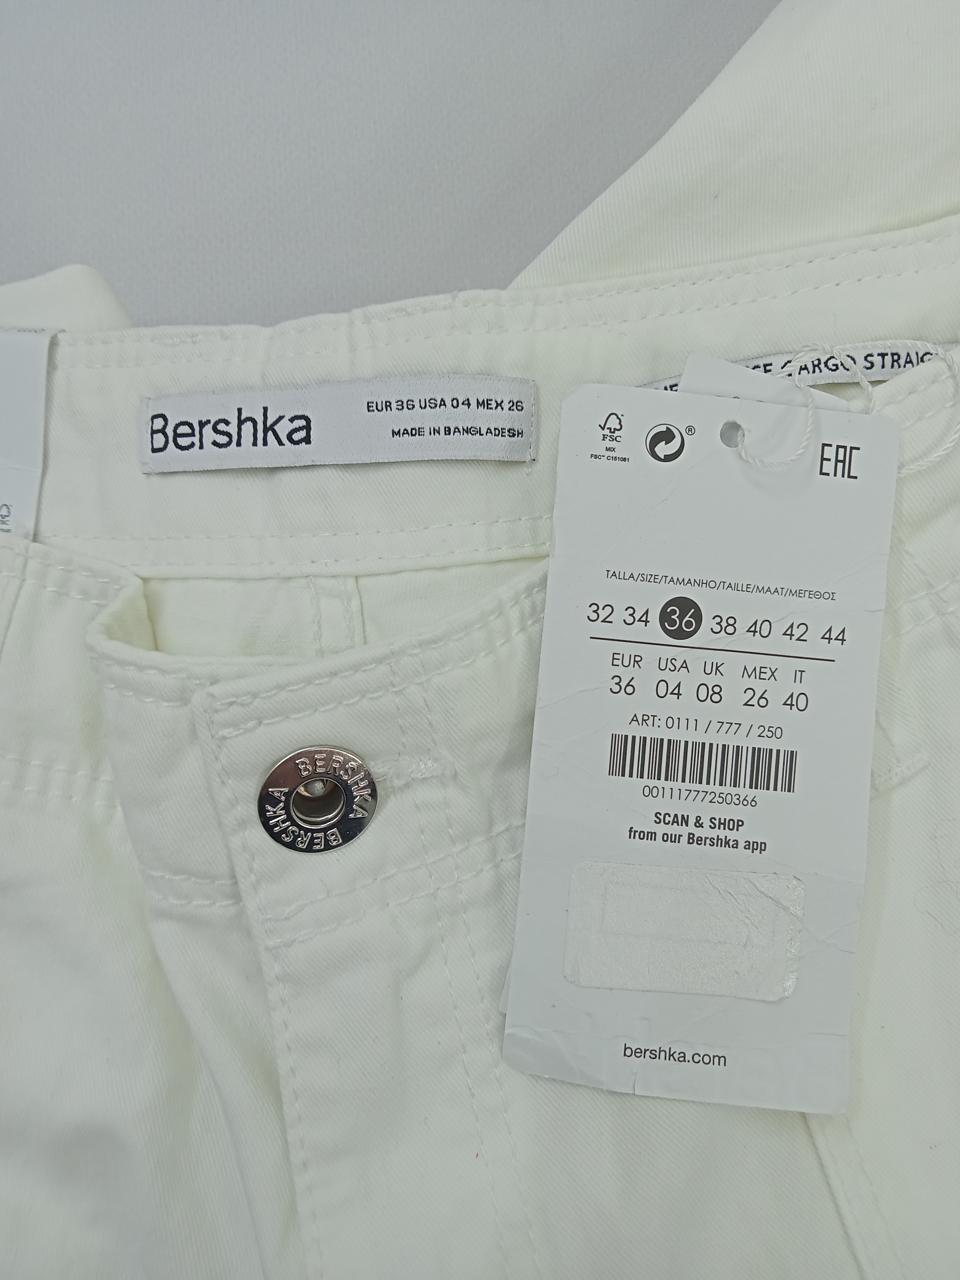 Bershka
EUR 36 USA 04 MEX 26
MADE IN BANGLADESH
CARGO
FSC
MIX
FSC™ C151081
®
EAC
TALLA/SIZE/TAMANHO/TAILLE/MAAT/ΜΕΓΕΘΟΣ
32 34 36 38 40 42 44
EUR USA UK MEX IT
36 04 08 26 40
ART: 0111 / 777 / 250
00111777250366
SCAN & SHOP
from our Bershka app
bershka.com
BERSHKA
BERSHKA